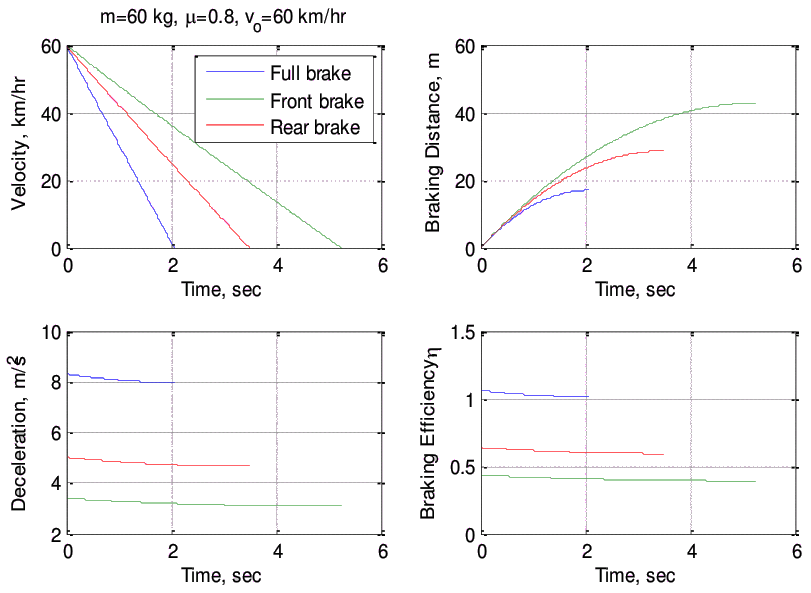 m=60 kg, μ=0.8, vo=60 km/hr
60
40
20
0
0
2
4
6
Velocity, km/hr
Time, sec
Full brake
Front brake
Rear brake
60
40
20
0
0
2
4
6
Braking Distance, m
Time, sec
10
8
6
4
2
0
2
4
6
Deceleration, m/s2
Time, sec
1.5
1
0.5
0
0
2
4
6
Braking Efficiencyη
Time, sec